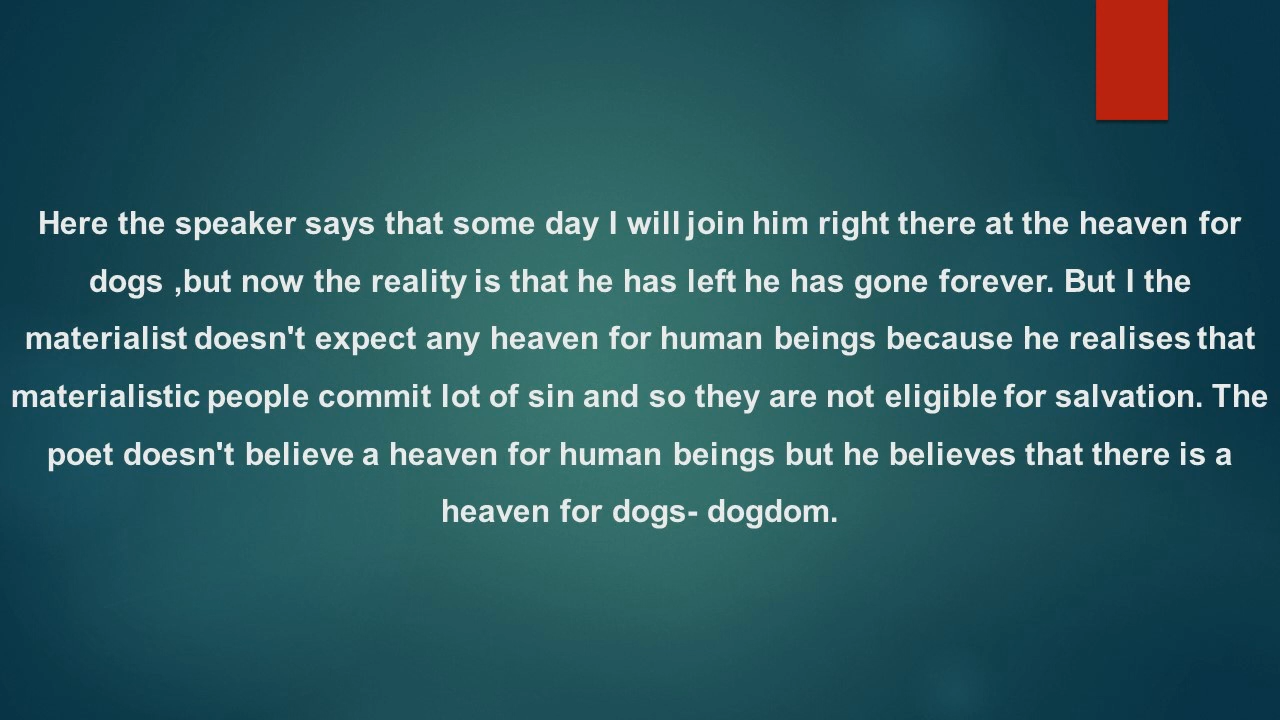 Here the speaker says that some day I will join him right there at the heaven for
dogs ,but now the reality is that he has left he has gone forever. But I the
materialist doesn't expect any heaven for human beings because he realises that
materialistic people commit lot of sin and so they are not eligible for salvation. The
poet doesn't believe a heaven for human beings but he believes that there is a
heaven for dogs- dogdom.